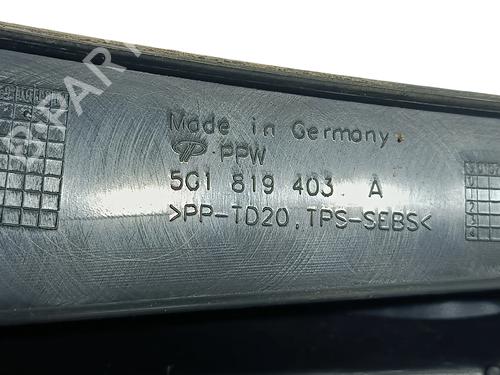 Made in Germany
PPW
5G1 819 403 A
>PP-TD20.TPS-SEBS<